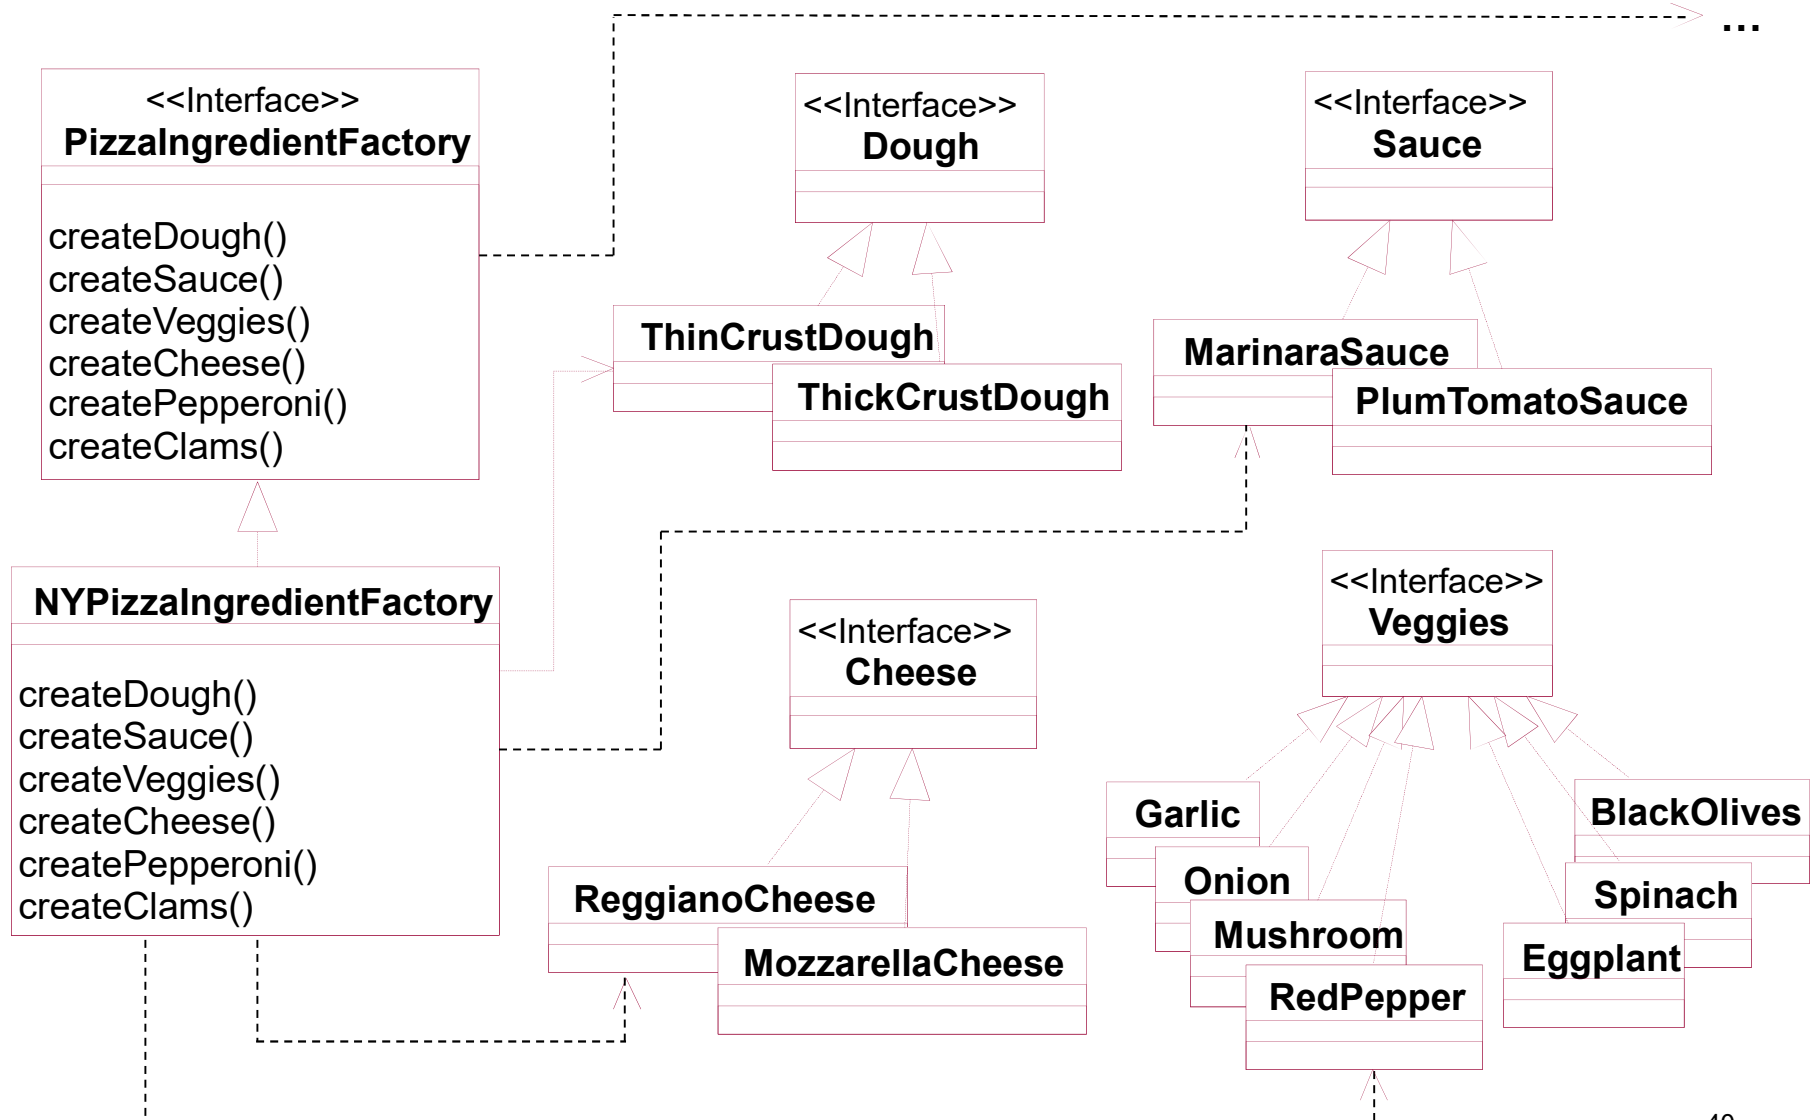 ...
<<Interface>>
PizzaIngredientFactory
createDough()
createSauce()
createVeggies()
createCheese()
createPepperoni()
createClams()
<<Interface>>
Dough
<<Interface>>
Sauce
ThinCrustDough
ThickCrustDough
MarinaraSauce
PlumTomatoSauce
NYPizzaIngredientFactory
createDough()
createSauce()
createVeggies()
createCheese()
createPepperoni()
createClams()
<<Interface>>
Cheese
<<Interface>>
Veggies
ReggianoCheese
MozzarellaCheese
Garlic
Onion
Mushroom
RedPepper
BlackOlives
Spinach
Eggplant